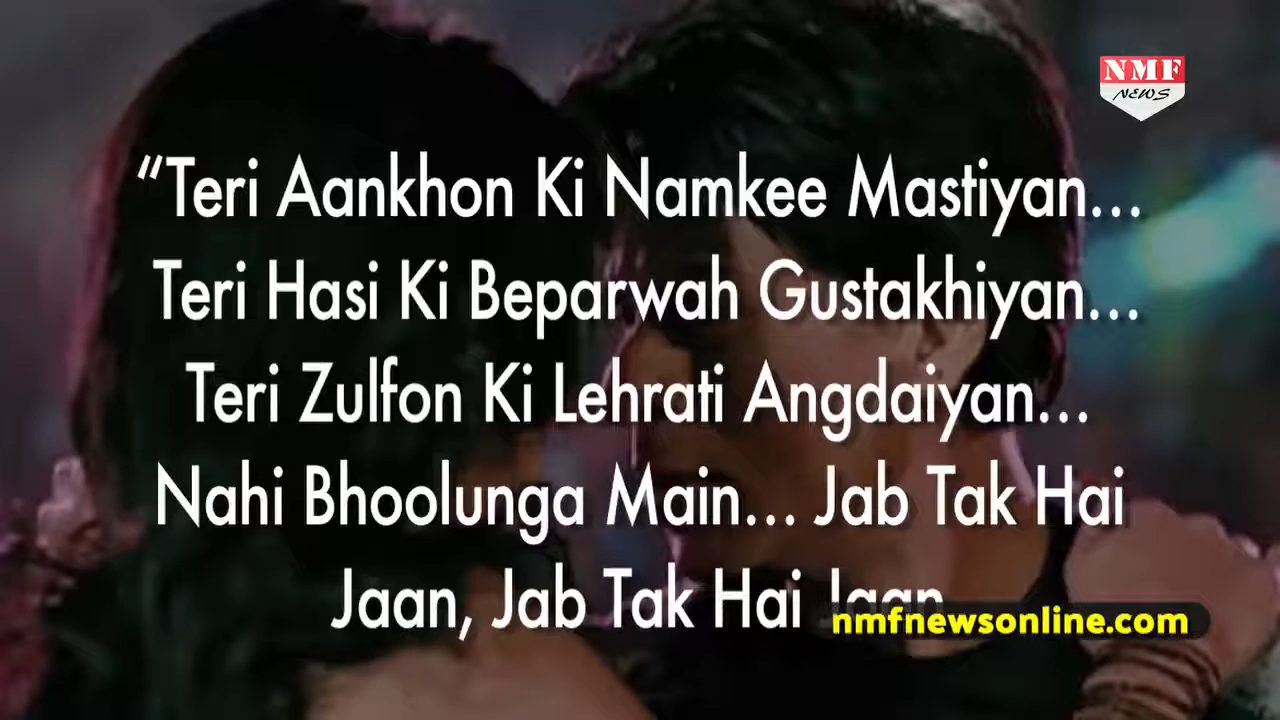 NMF
NEWS
“Teri Aankhon Ki Namkee Mastiyan...
Teri Hasi Ki Beparwah Gustakhiyan...
Teri Zulfon Ki Lehrati Angdaiyan...
Nahi Bhoolunga Main... Jab Tak Hai
Jaan, Jab Tak Hai Jaan
nmfnewsonline.com